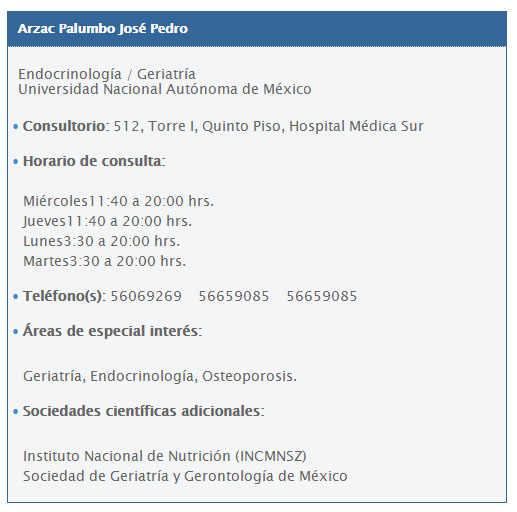 Arzac Palumbo José Pedro
Endocrinología / Geriatría
Universidad Nacional Autónoma de México
• Consultorio: 512, Torre I, Quinto Piso, Hospital Médica Sur
• Horario de consulta:
Miércoles11:40 a 20:00 hrs.
Jueves11:40 a 20:00 hrs.
Lunes3:30 a 20:00 hrs.
Martes3:30 a 20:00 hrs.
• Teléfono(s): 56069269 56659085 56659085
• Áreas de especial interés:
Geriatría, Endocrinología, Osteoporosis.
• Sociedades científicas adicionales:
Instituto Nacional de Nutrición (INCMNSZ)
Sociedad de Geriatría y Gerontología de México